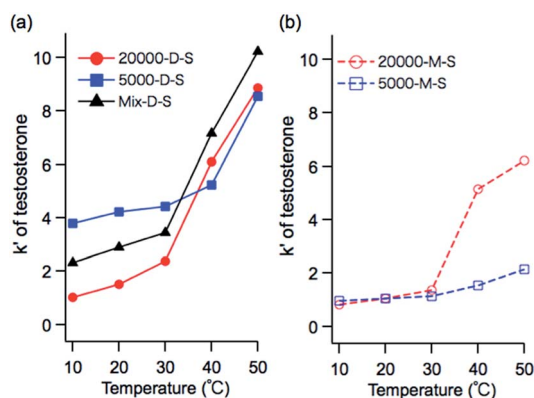 (a)
k' of testosterone
10
8
6
4
2
0
20000-D-S
5000-D-S
Mix-D-S
10 20 30 40 50
Temperature (°C)
(b)
k' of testosterone
10
8
6
4
2
0
20000-M-S
5000-M-S
10 20 30 40 50
Temperature (°C)